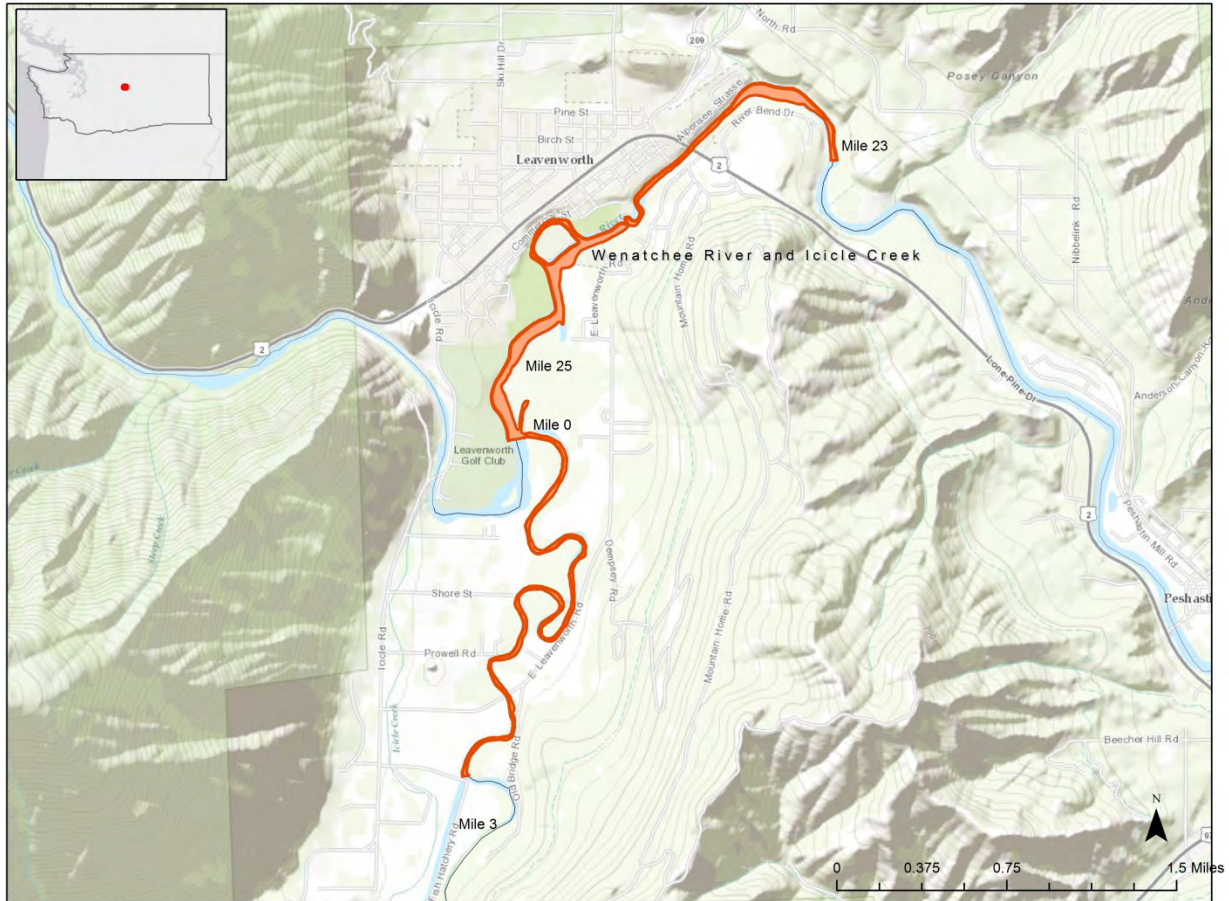 North Rd
209
Ski Hill Dr
Posey Canyon
Pine St
Alpensee Strasse
River Bend Dr
Birch St
Mile 23
Leavenworth
2
Nibbelink Rd
Commercial St
River
Wenatchee River and Icicle Creek
E Leavenworth Rd
Mountain Home Rd
Icicle Rd
2
Lone Pine Dr
Anderson Canyon Rd
Mile 25
Mile 0
Leavenworth
Golf Club
2
Peshastin Mill Rd
Dempsey Rd
Shore St
Peshasti
Icicle Rd
Prowell Rd
E Leavenworth Rd
Mountain Home Rd
Icicle Creek
Beecher Hill Rd
Old Bridge Rd
N
Mile 3
Fish Hatchery Rd
97
0 0.375 0.75 1.5 Miles